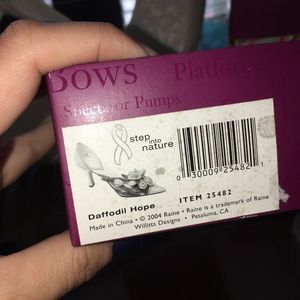 Bows Platform
Spectator Pumps
step
into
nature
0 30009 25482 1
Daffodil Hope
ITEM 25482
Made in China. • © 2004 Raine • Raine is a trademark of Raine
Willitts Designs • Petaluma, CA